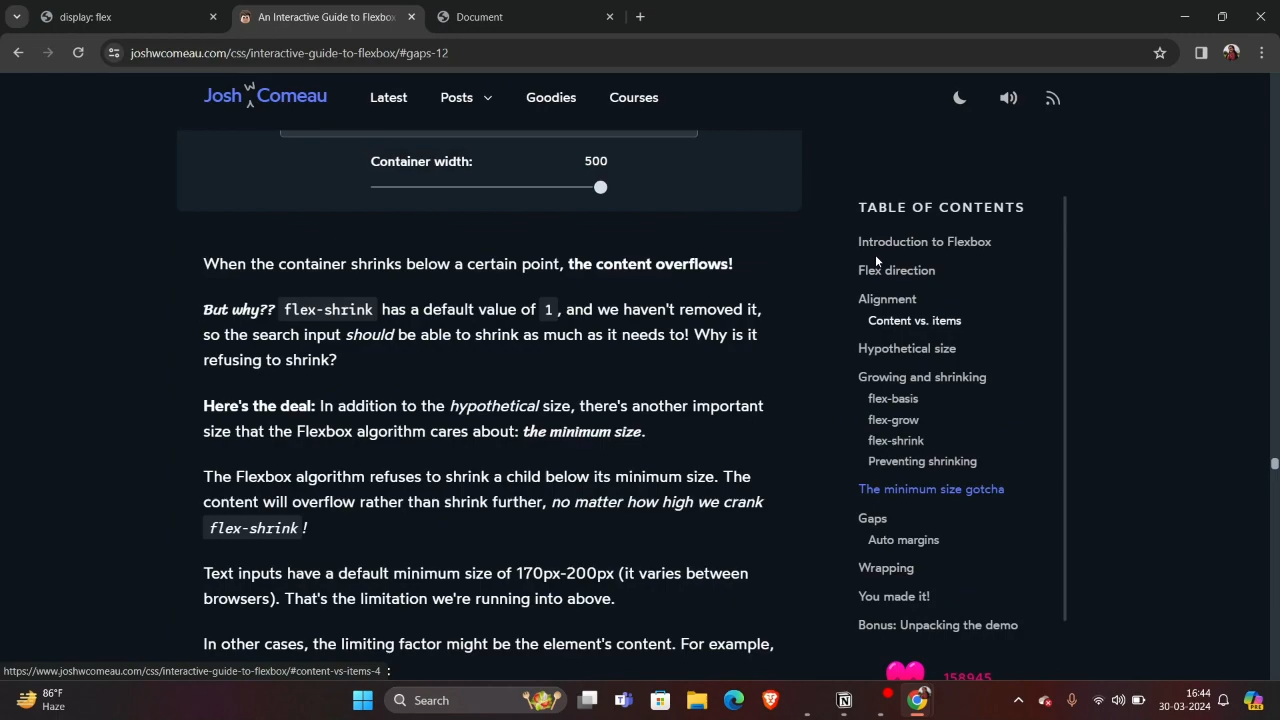 display: flex
An Interactive Guide to Flexbox
Document
joshwcomeau.com/css/interactive-guide-to-flexbox/#gaps-12
Josh W Comeau
Latest
Posts
Goodies
Courses
Container width:
500
When the container shrinks below a certain point, the content overflows!
But why?? flex-shrink has a default value of 1, and we haven't removed it,
so the search input should be able to shrink as much as it needs to! Why is it
refusing to shrink?
Here's the deal: In addition to the hypothetical size, there's another important
size that the Flexbox algorithm cares about: the minimum size.
The Flexbox algorithm refuses to shrink a child below its minimum size. The
content will overflow rather than shrink further, no matter how high we crank
flex-shrink!
Text inputs have a default minimum size of 170px-200px (it varies between
browsers). That's the limitation we're running into above.
In other cases, the limiting factor might be the element's content. For example,
TABLE OF CONTENTS
Introduction to Flexbox
Flex direction
Alignment
Content vs. items
Hypothetical size
Growing and shrinking
flex-basis
flex-grow
flex-shrink
Preventing shrinking
The minimum size gotcha
Gaps
Auto margins
Wrapping
You made it!
Bonus: Unpacking the demo
158945
https://www.joshwcomeau.com/css/interactive-guide-to-flexbox/#content-vs-items-4
86°F
Haze
Search
16:44
30-03-2024